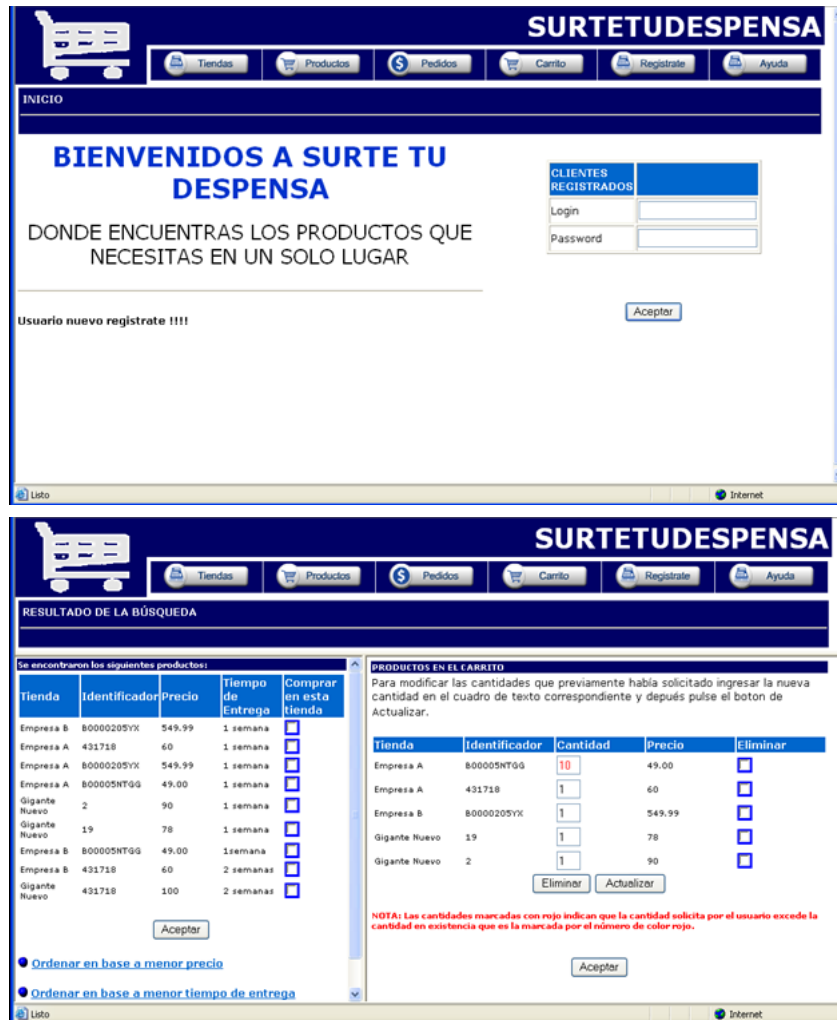 SURTETUDESPENSA
Tiendas Productos Pedidos Carrito Registrate Ayuda
INICIO
BIENVENIDOS A SURTE TU
DESPENSA
DONDE ENCUENTRAS LOS PRODUCTOS QUE
NECESITAS EN UN SOLO LUGAR
Usuario nuevo registrate !!!!
CLIENTES
REGISTRADOS
Login
Password
Aceptar
Listo Internet
SURTETUDESPENSA
Tiendas Productos Pedidos Carrito Registrate Ayuda
RESULTADO DE LA BÚSQUEDA
Se encontraron los siguientes productos:
Tienda Identificador Precio Tiempo de Entrega Comprar en esta tienda
Empresa B B0000205YX 549.99 1 semana
Empresa A 431718 60 1 semana
Empresa A B0000205YX 549.99 1 semana
Empresa A B00005NTGG 49.00 1 semana
Gigante Nuevo 2 90 1 semana
Gigante Nuevo 19 78 1 semana
Empresa B B00005NTGG 49.00 1semana
Empresa B 431718 60 2 semanas
Gigante Nuevo 431718 100 2 semanas
Aceptar
Ordenar en base a menor precio
Ordenar en base a menor tiempo de entrega
PRODUCTOS EN EL CARRITO
Para modificar las cantidades que previamente había solicitado ingresar la nueva
cantidad en el cuadro de texto correspondiente y depués pulse el boton de
Actualizar.
Tienda Identificador Cantidad Precio Eliminar
Empresa A B00005NTGG 10 49.00
Empresa A 431718 1 60
Empresa B B0000205YX 1 549.99
Gigante Nuevo 19 1 78
Gigante Nuevo 2 1 90
Eliminar Actualizar
NOTA: Las cantidades marcadas con rojo indican que la cantidad solicita por el usuario excede la
cantidad en existencia que es la marcada por el número de color rojo.
Aceptar
Listo Internet